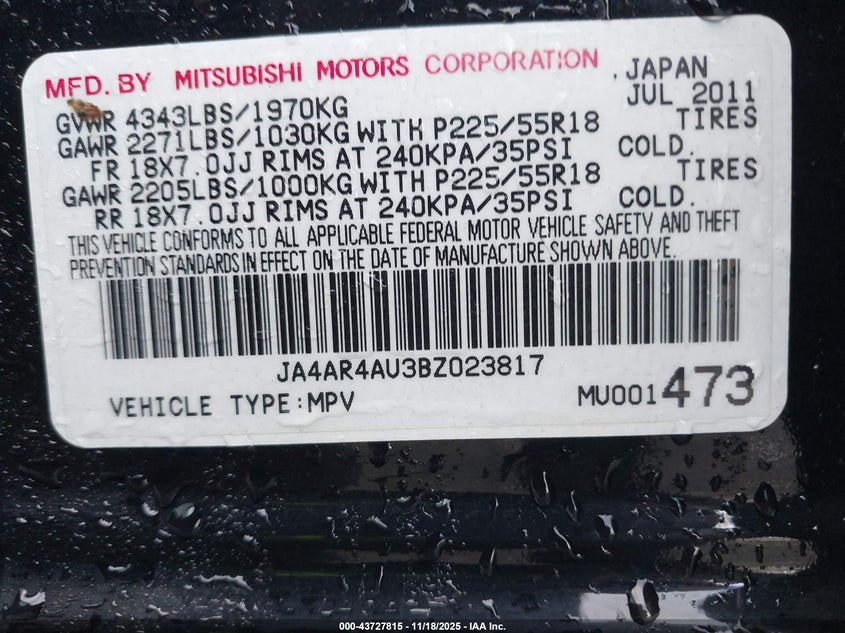 MFD. BY MITSUBISHI MOTORS CORPORATION , JAPAN
JUL 2011
GVWR 4343LBS/1970KG
GAWR 2271LBS/1030KG WITH P225/55R18 TIRES
FR 18X7.0JJ RIMS AT 240KPA/35PSI COLD.
GAWR 2205LBS/1000KG WITH P225/55R18 TIRES
RR 18X7.0JJ RIMS AT 240KPA/35PSI COLD.
THIS VEHICLE CONFORMS TO ALL APPLICABLE FEDERAL MOTOR VEHICLE SAFETY AND THEFT
PREVENTION STANDARDS IN EFFECT ON THE DATE OF MANUFACTURE SHOWN ABOVE.
JA4AR4AU3BZ023817
VEHICLE TYPE:MPV MU001473
000-43727815 - 11/18/2025 - IAA Inc.